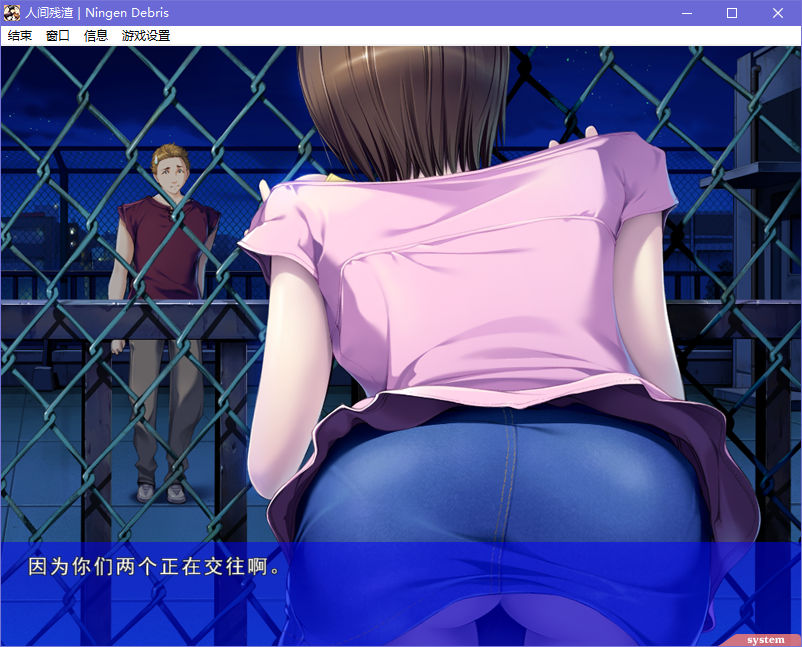 人间残渣 | Ningen Debris
结束 窗口 信息 游戏设置
因为你们两个正在交往啊。
system